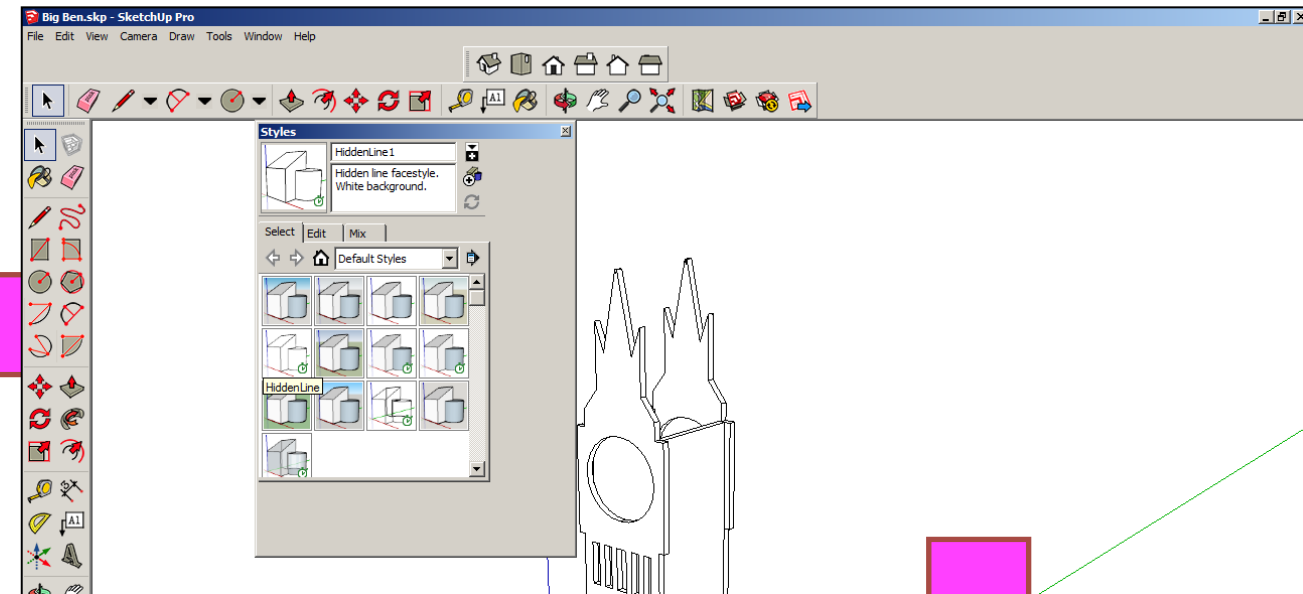 Big Ben.skp - SketchUp Pro
File Edit View Camera Draw Tools Window Help
A1
Styles
HiddenLine1
Hidden line facestyle.
White background.
Select Edit Mix
Default Styles
HiddenLine
A1